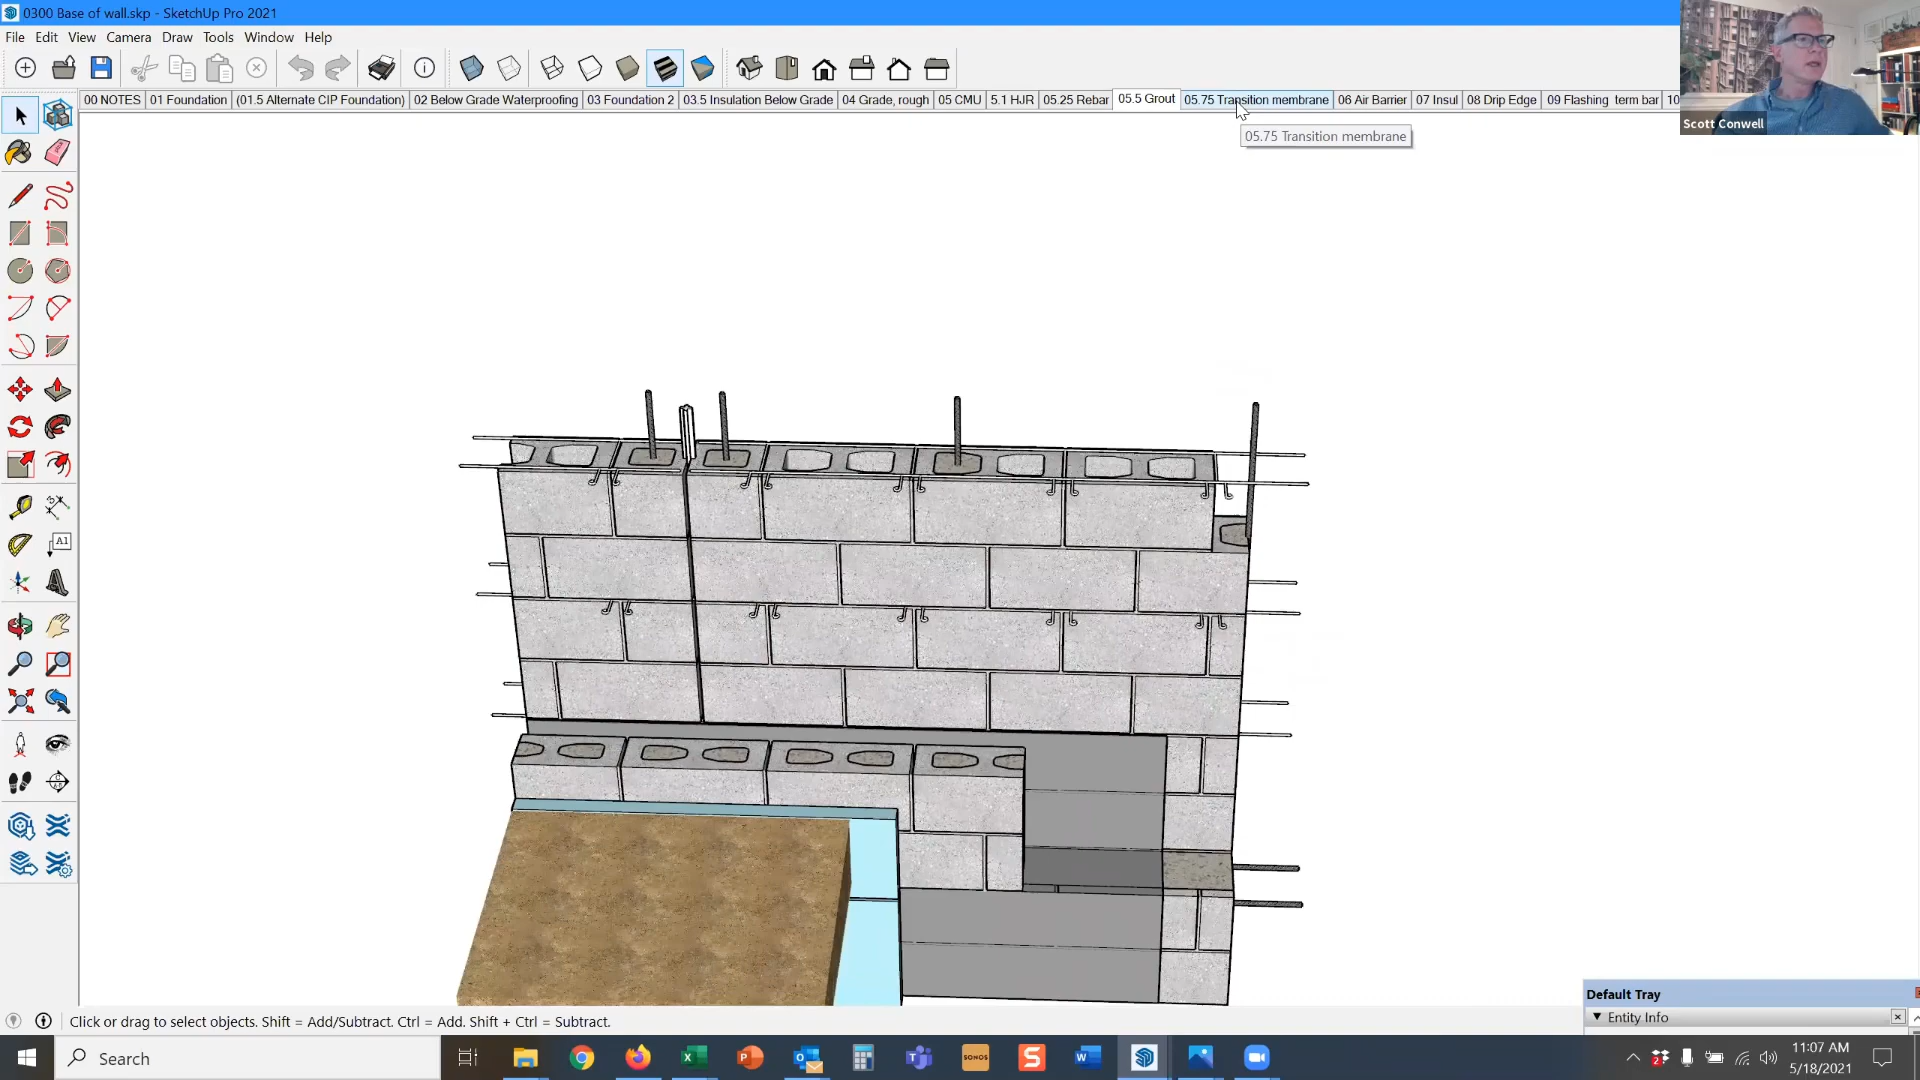 0300 Base of wall.skp - SketchUp Pro 2021
File Edit View Camera Draw Tools Window Help
00 NOTES 01 Foundation (01.5 Alternate CIP Foundation) 02 Below Grade Waterproofing 03 Foundation 2 03.5 Insulation Below Grade 04 Grade, rough 05 CMU 5.1 HJR 05.25 Rebar 05.5 Grout 05.75 Transition membrane 06 Air Barrier 07 Insul 08 Drip Edge 09 Flashing term bar 10
Scott Conwell
05.75 Transition membrane
A1
Default Tray
Entity Info
Click or drag to select objects. Shift = Add/Subtract. Ctrl = Add. Shift + Ctrl = Subtract.
Search
SONOS
11:07 AM
5/18/2021